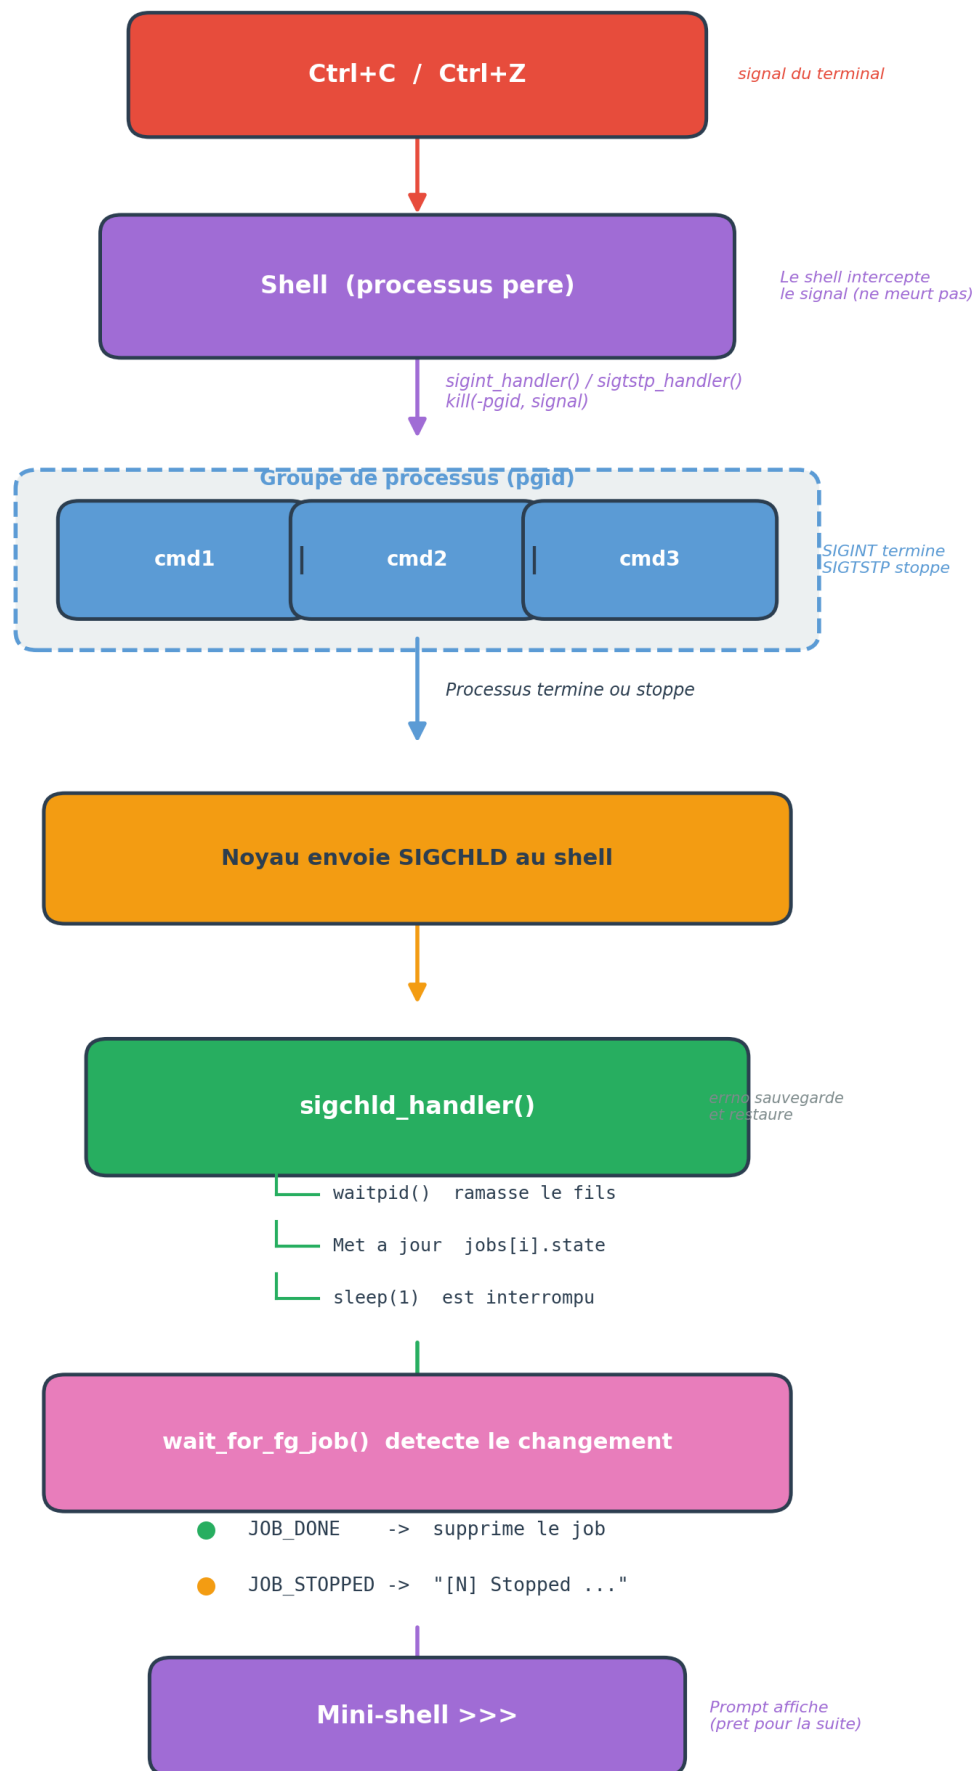 Ctrl+C  /  Ctrl+Z
signal du terminal
Shell  (processus pere)
Le shell intercepte
le signal (ne meurt pas)
sigint_handler() / sigtstp_handler()
kill(-pgid, signal)
Groupe de processus (pgid)
cmd1 | cmd2 | cmd3
SIGINT termine
SIGTSTP stoppe
Processus termine ou stoppe
Noyau envoie SIGCHLD au shell
sigchld_handler()
errno sauvegarde
et restaure
waitpid()  ramasse le fils
Met a jour  jobs[i].state
sleep(1)  est interrompu
wait_for_fg_job()  detecte le changement
JOB_DONE    ->  supprime le job
JOB_STOPPED ->  "[N] Stopped ..."
Mini-shell >>>
Prompt affiche
(pret pour la suite)